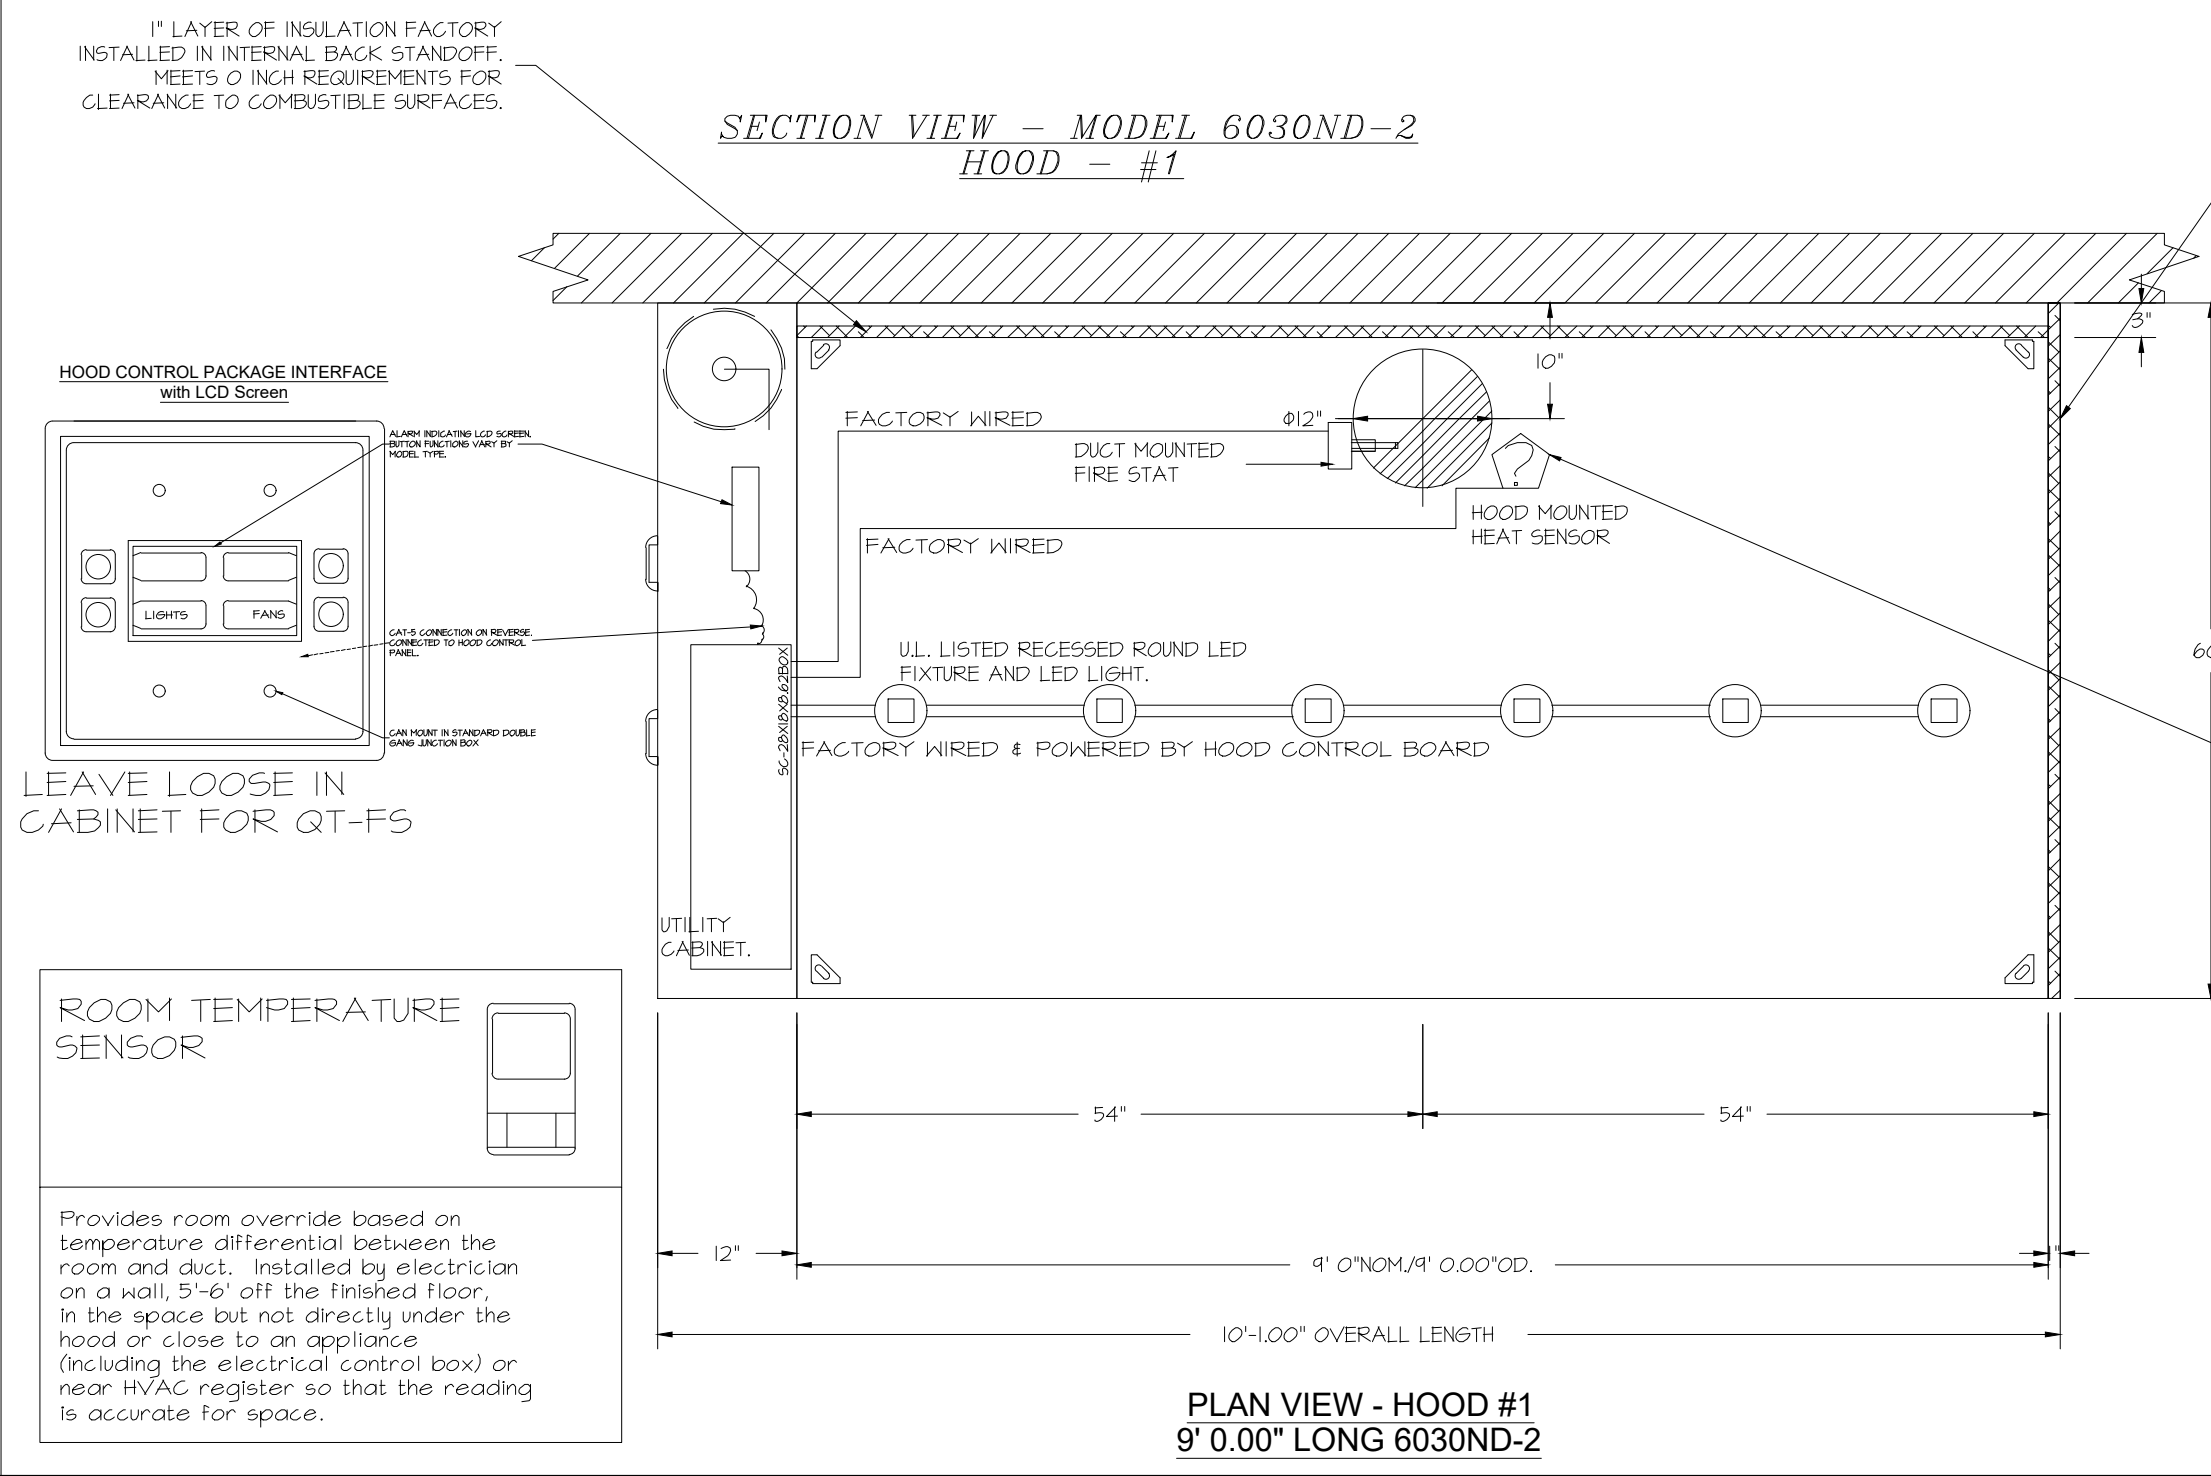 1" LAYER OF INSULATION FACTORY
INSTALLED IN INTERNAL BACK STANDOFF.
MEETS 0 INCH REQUIREMENTS FOR
CLEARANCE TO COMBUSTIBLE SURFACES.
SECTION VIEW - MODEL 6030ND-2
HOOD - #1
3"
10"
HOOD CONTROL PACKAGE INTERFACE
with LCD Screen
ALARM INDICATING LCD SCREEN.
BUTTON FUNCTIONS VARY BY
MODEL TYPE.
LIGHTS
FANS
CAT-5 CONNECTION ON REVERSE.
CONNECTED TO HOOD CONTROL
PANEL.
CAN MOUNT IN STANDARD DOUBLE
GANG JUNCTION BOX
LEAVE LOOSE IN
CABINET FOR QT-FS
FACTORY WIRED
Φ12"
DUCT MOUNTED
FIRE STAT
?
HOOD MOUNTED
HEAT SENSOR
FACTORY WIRED
U.L. LISTED RECESSED ROUND LED
FIXTURE AND LED LIGHT.
SC-28X18X8.62BOX
FACTORY WIRED & POWERED BY HOOD CONTROL BOARD
UTILITY
CABINET.
ROOM TEMPERATURE
SENSOR
Provides room override based on
temperature differential between the
room and duct. Installed by electrician
on a wall, 5'-6' off the finished floor,
in the space but not directly under the
hood or close to an appliance
(including the electrical control box) or
near HVAC register so that the reading
is accurate for space.
54"
54"
12"
9' 0"NOM./9' 0.00"OD.
10'-1.00" OVERALL LENGTH
PLAN VIEW - HOOD #1
9' 0.00" LONG 6030ND-2